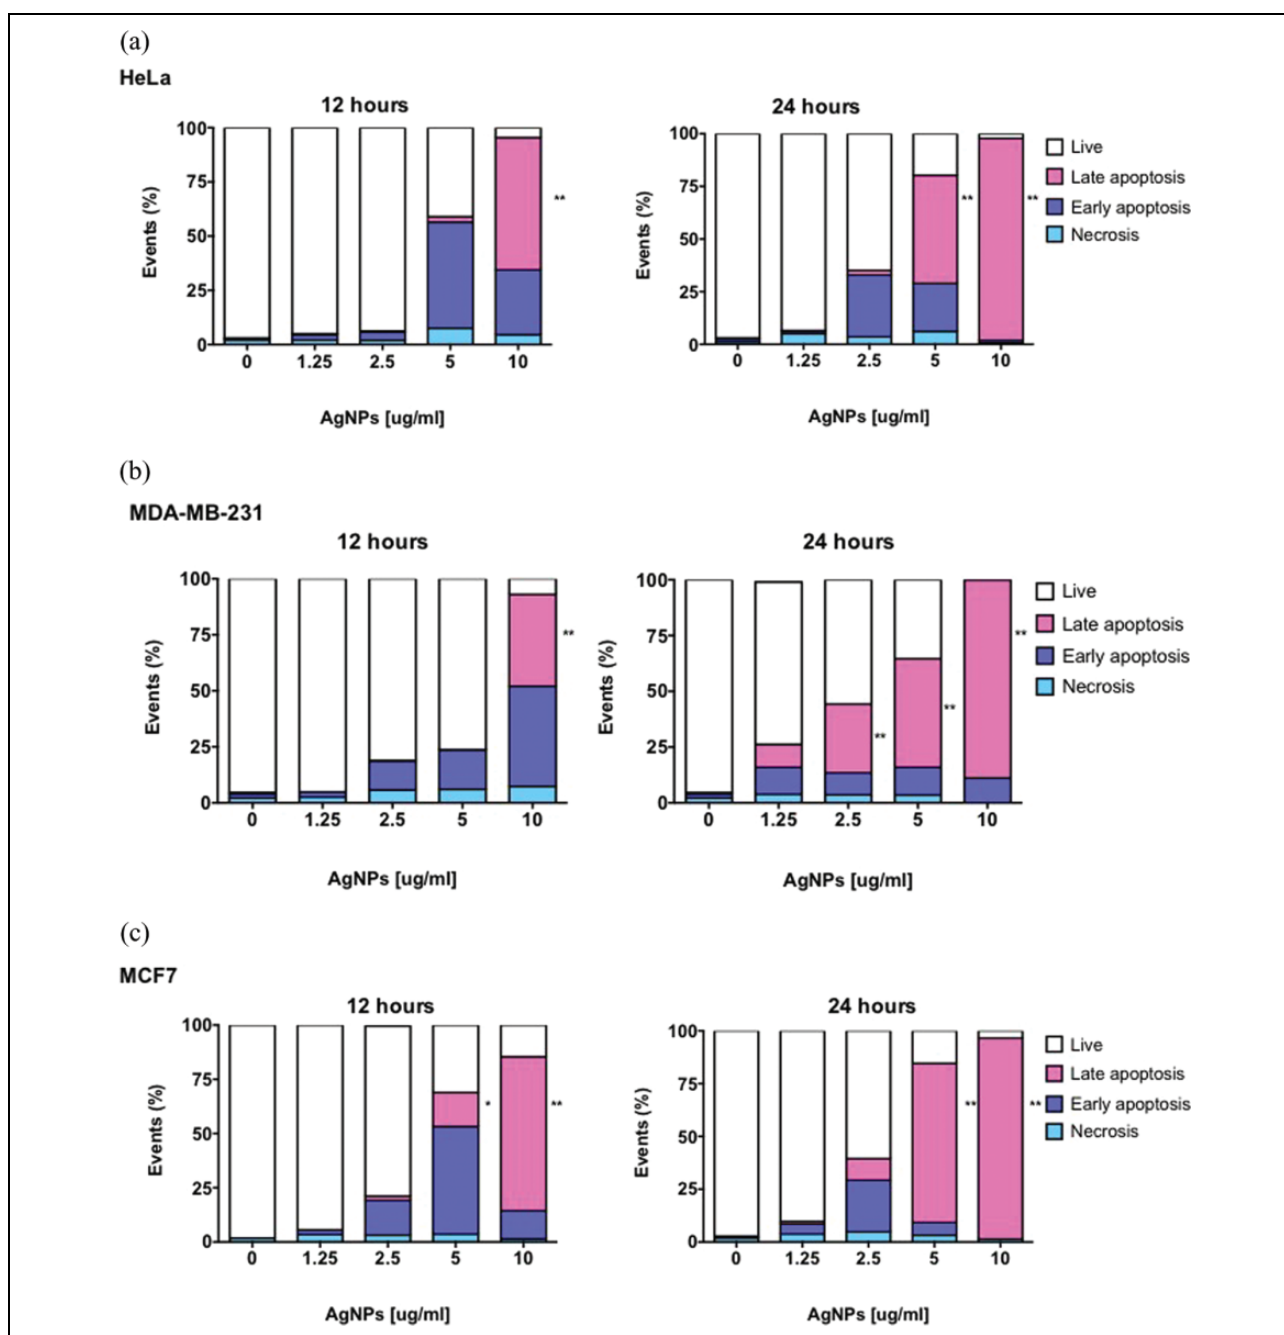 (a)
HeLa
12 hours
100
75
50
25
0
Events (%)
0 1.25 2.5 5 10
AgNPs [ug/ml]
**
24 hours
100
75
50
25
0
Events (%)
0 1.25 2.5 5 10
AgNPs [ug/ml]
** **
Live
Late apoptosis
Early apoptosis
Necrosis
(b)
MDA-MB-231
12 hours
100
75
50
25
0
Events (%)
0 1.25 2.5 5 10
AgNPs [ug/ml]
**
24 hours
100
75
50
25
0
Events (%)
0 1.25 2.5 5 10
AgNPs [ug/ml]
** ** **
Live
Late apoptosis
Early apoptosis
Necrosis
(c)
MCF7
12 hours
100
75
50
25
0
Events (%)
0 1.25 2.5 5 10
AgNPs [ug/ml]
* **
24 hours
100
75
50
25
0
Events (%)
0 1.25 2.5 5 10
AgNPs [ug/ml]
** **
Live
Late apoptosis
Early apoptosis
Necrosis